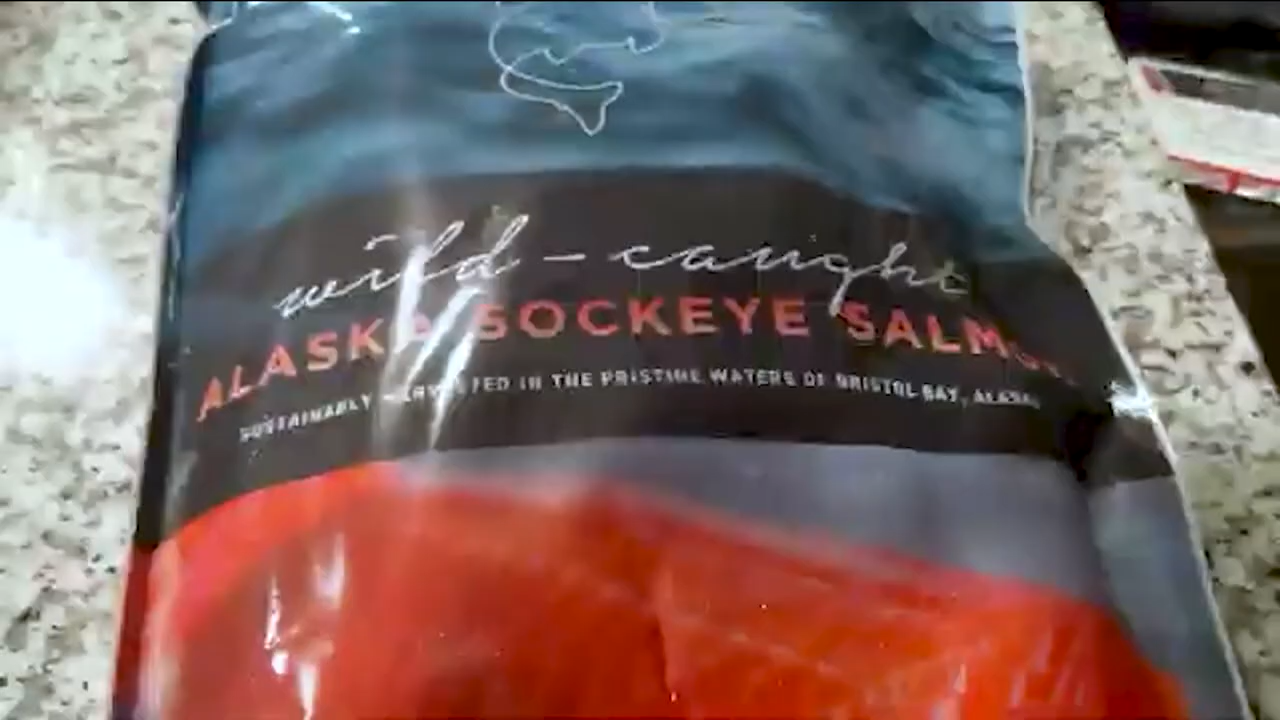 wild-caught
ALASKA SOCKEYE SALMON
SUSTAINABLY HARVESTED IN THE PRISTINE WATERS OF BRISTOL BAY, ALASKA